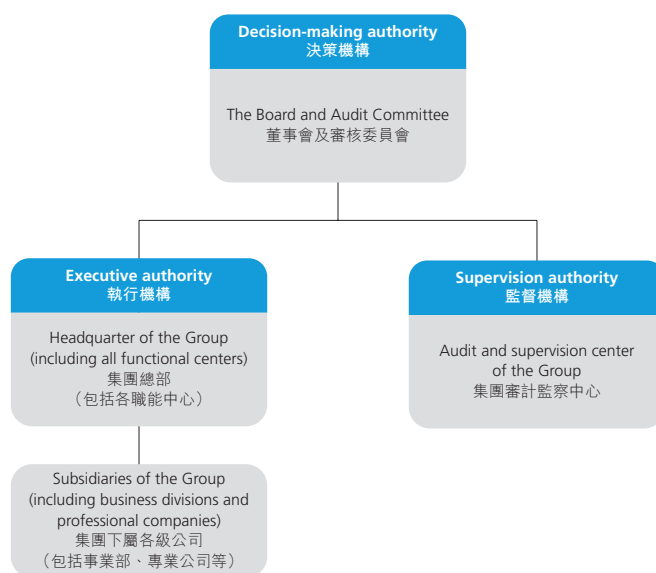 Decision-making authority
決策機構
The Board and Audit Committee
董事會及審核委員會
Executive authority
執行機構
Headquarter of the Group
(including all functional centers)
集團總部
（包括各職能中心）
Supervision authority
監督機構
Audit and supervision center
of the Group
集團審計監察中心
Subsidiaries of the Group
(including business divisions and
professional companies)
集團下屬各級公司
（包括事業部、專業公司等）